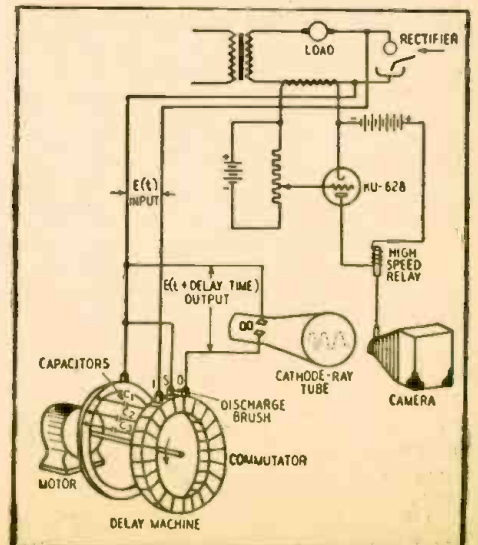 LOAD
RECTIFIER
- +
+
-
E(t)
INPUT
KU-628
HIGH
SPEED
RELAY
E(t + DELAY TIME)
OUTPUT
CAPACITORS
I S D
C1
C2
C3
DISCHARGE
BRUSH
CATHODE-RAY
TUBE
CAMERA
COMMUTATOR
MOTOR
DELAY MACHINE